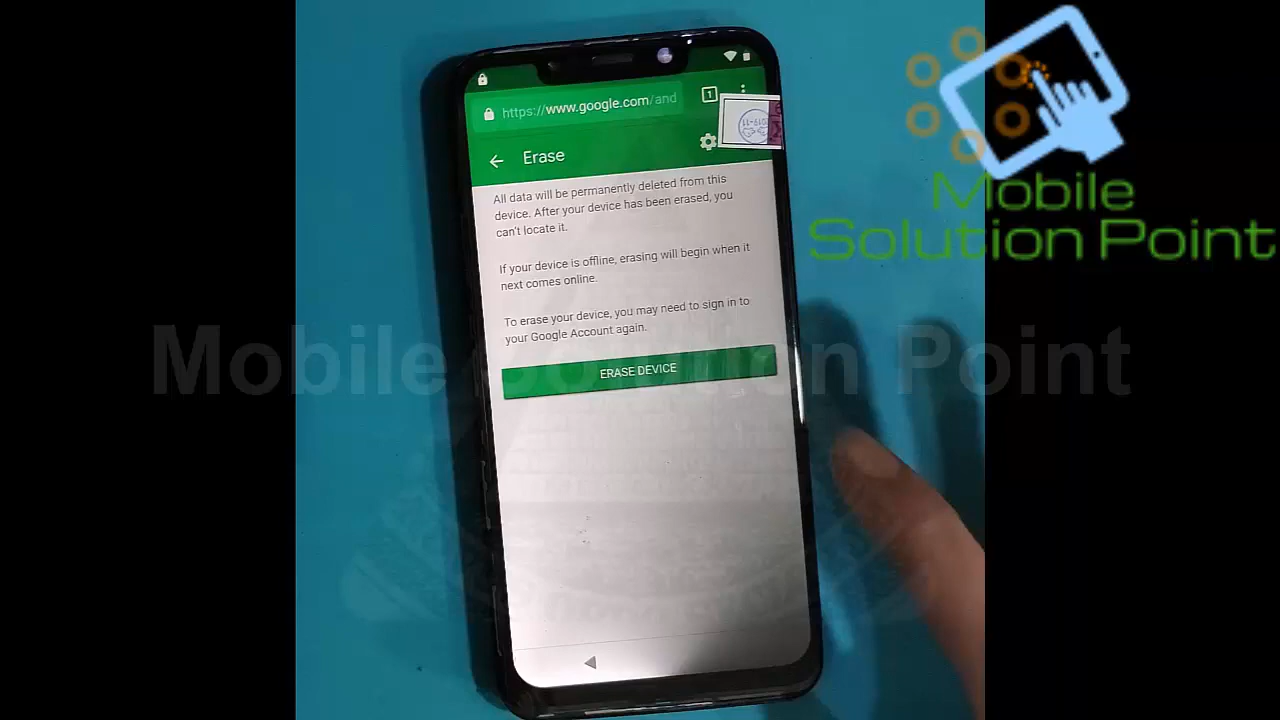 1
https://www.google.com/and
Erase
All data will be permanently deleted from this
device. After your device has been erased, you
can't locate it.
If your device is offline, erasing will begin when it
next comes online.
To erase your device, you may need to sign in to
your Google Account again.
ERASE DEVICE
Mobile
Solution Point
Mobile Solution Point